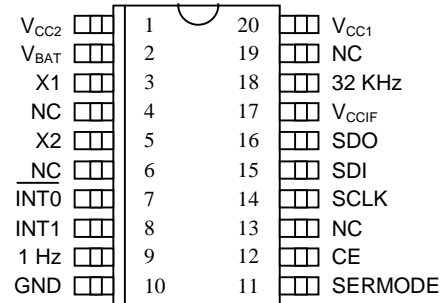 VCC2 1 20 VCC1
VBAT 2 19 NC
X1 3 18 32 KHz
NC 4 17 VCCIF
X2 5 16 SDO
NC 6 15 SDI
INT0 7 14 SCLK
INT1 8 13 NC
1 Hz 9 12 CE
GND 10 11 SERMODE